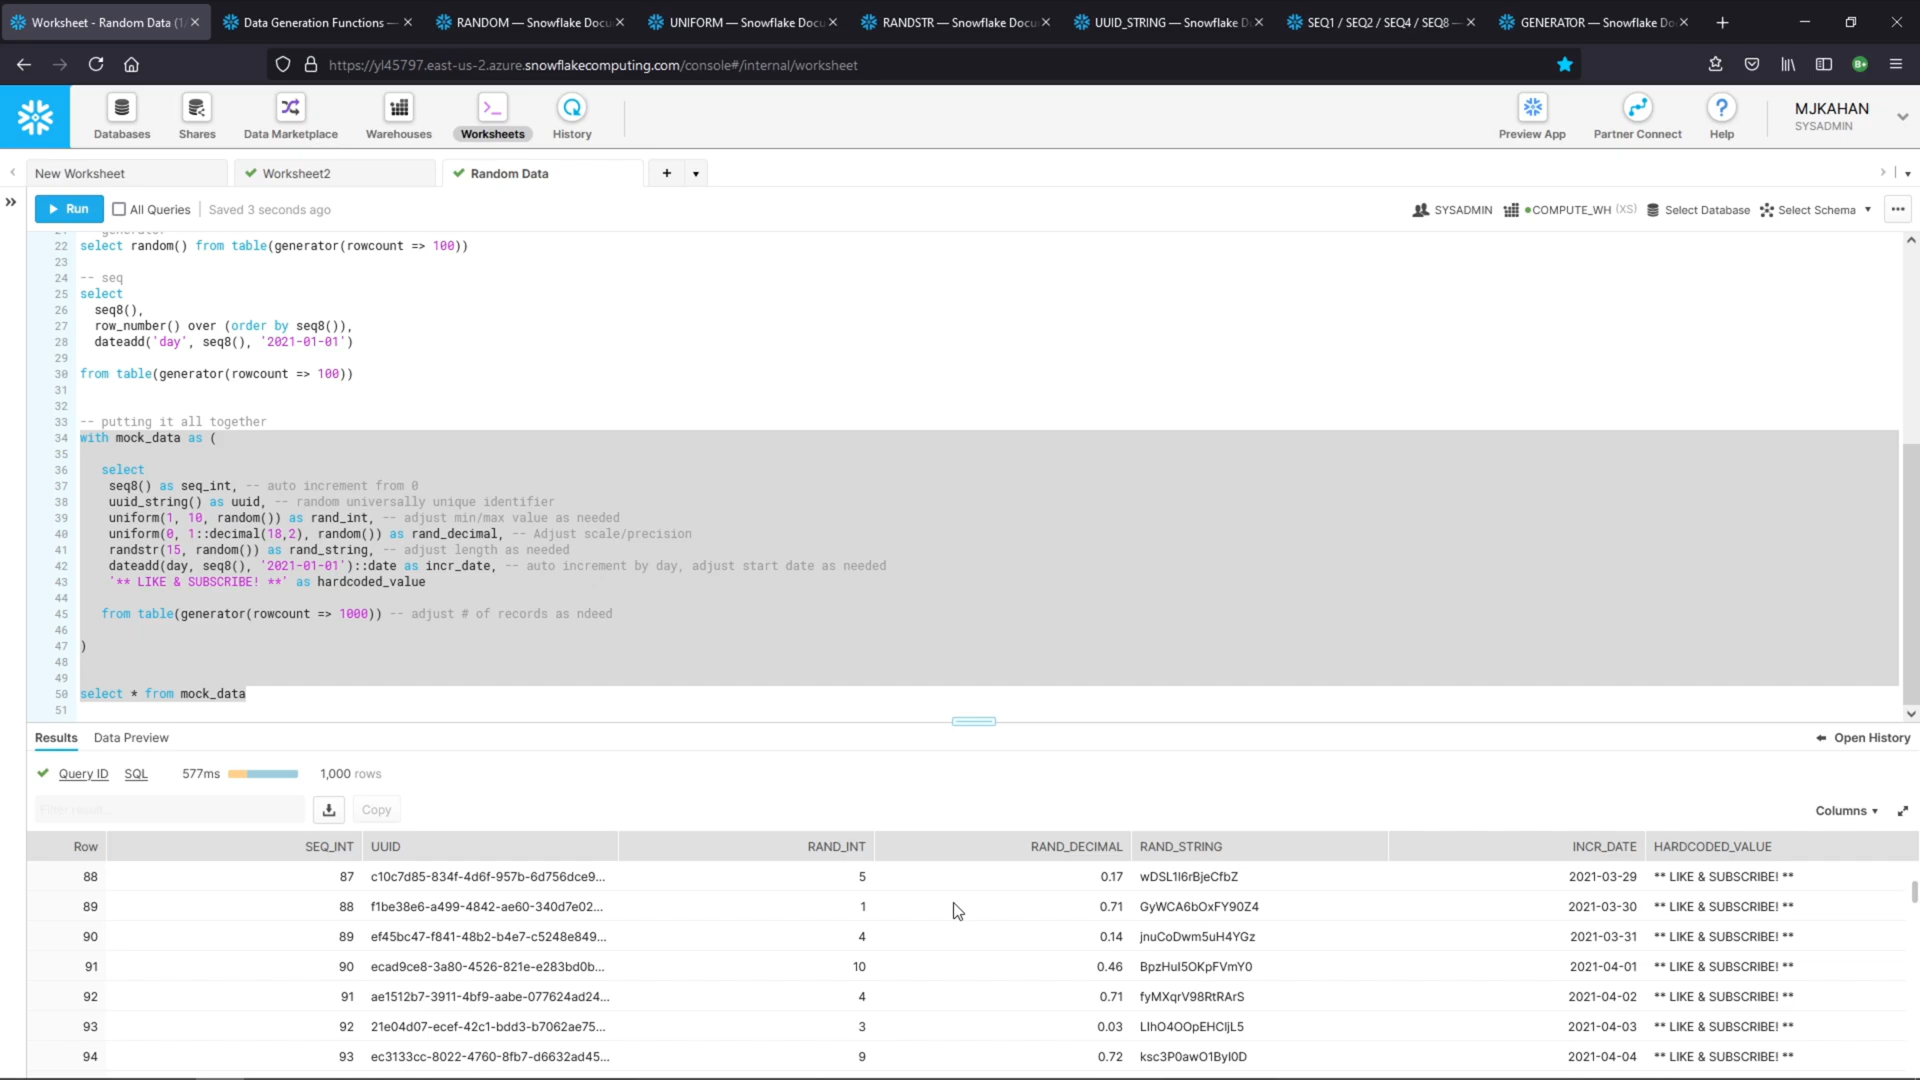 Worksheet - Random Data (1/
Data Generation Functions —
RANDOM — Snowflake Docu
UNIFORM — Snowflake Docu
RANDSTR — Snowflake Docu
UUID_STRING — Snowflake D
SEQ1 / SEQ2 / SEQ4 / SEQ8 —
GENERATOR — Snowflake Do
https://yl45797.east-us-2.azure.snowflakecomputing.com/console#/internal/worksheet
Databases
Shares
Data Marketplace
Warehouses
Worksheets
History
Preview App
Partner Connect
Help
MJKAHAN
SYSADMIN
New Worksheet
Worksheet2
Random Data
Run
All Queries
Saved 3 seconds ago
SYSADMIN
COMPUTE_WH (XS)
Select Database
Select Schema
22 select random() from table(generator(rowcount => 100))
23
24 -- seq
25 select
26 seq8(),
27 row_number() over (order by seq8()),
28 dateadd('day', seq8(), '2021-01-01')
29
30 from table(generator(rowcount => 100))
31
32
33 -- putting it all together
34 with mock_data as (
35
36 select
37 seq8() as seq_int, -- auto increment from 0
38 uuid_string() as uuid, -- random universally unique identifier
39 uniform(1, 10, random()) as rand_int, -- adjust min/max value as needed
40 uniform(0, 1::decimal(18,2), random()) as rand_decimal, -- Adjust scale/precision
41 randstr(15, random()) as rand_string, -- adjust length as needed
42 dateadd(day, seq8(), '2021-01-01')::date as incr_date, -- auto increment by day, adjust start date as needed
43 '** LIKE & SUBSCRIBE! **' as hardcoded_value
44
45 from table(generator(rowcount => 1000)) -- adjust # of records as ndeed
46
47 )
48
49
50 select * from mock_data
51
Results
Data Preview
Open History
Query ID
SQL
577ms
1,000 rows
Filter result...
Copy
Columns
Row SEQ_INT UUID RAND_INT RAND_DECIMAL RAND_STRING INCR_DATE HARDCODED_VALUE
88 87 c10c7d85-834f-4d6f-957b-6d756dce9... 5 0.17 wDSL1I6rBjeCfbZ 2021-03-29 ** LIKE & SUBSCRIBE! **
89 88 f1be38e6-a499-4842-ae60-340d7e02... 1 0.71 GyWCA6bOxFY90Z4 2021-03-30 ** LIKE & SUBSCRIBE! **
90 89 ef45bc47-f841-48b2-b4e7-c5248e849... 4 0.14 jnuCoDwm5uH4YGz 2021-03-31 ** LIKE & SUBSCRIBE! **
91 90 ecad9ce8-3a80-4526-821e-e283bd0b... 10 0.46 BpzHuI5OKpFVmY0 2021-04-01 ** LIKE & SUBSCRIBE! **
92 91 ae1512b7-3911-4bf9-aabe-077624ad24... 4 0.71 fyMXqrV98RtRArS 2021-04-02 ** LIKE & SUBSCRIBE! **
93 92 21e04d07-ecef-42c1-bdd3-b7062ae75... 3 0.03 LIhO4OOpEHCljL5 2021-04-03 ** LIKE & SUBSCRIBE! **
94 93 ec3133cc-8022-4760-8fb7-d6632ad45... 9 0.72 ksc3P0awO1ByI0D 2021-04-04 ** LIKE & SUBSCRIBE! **